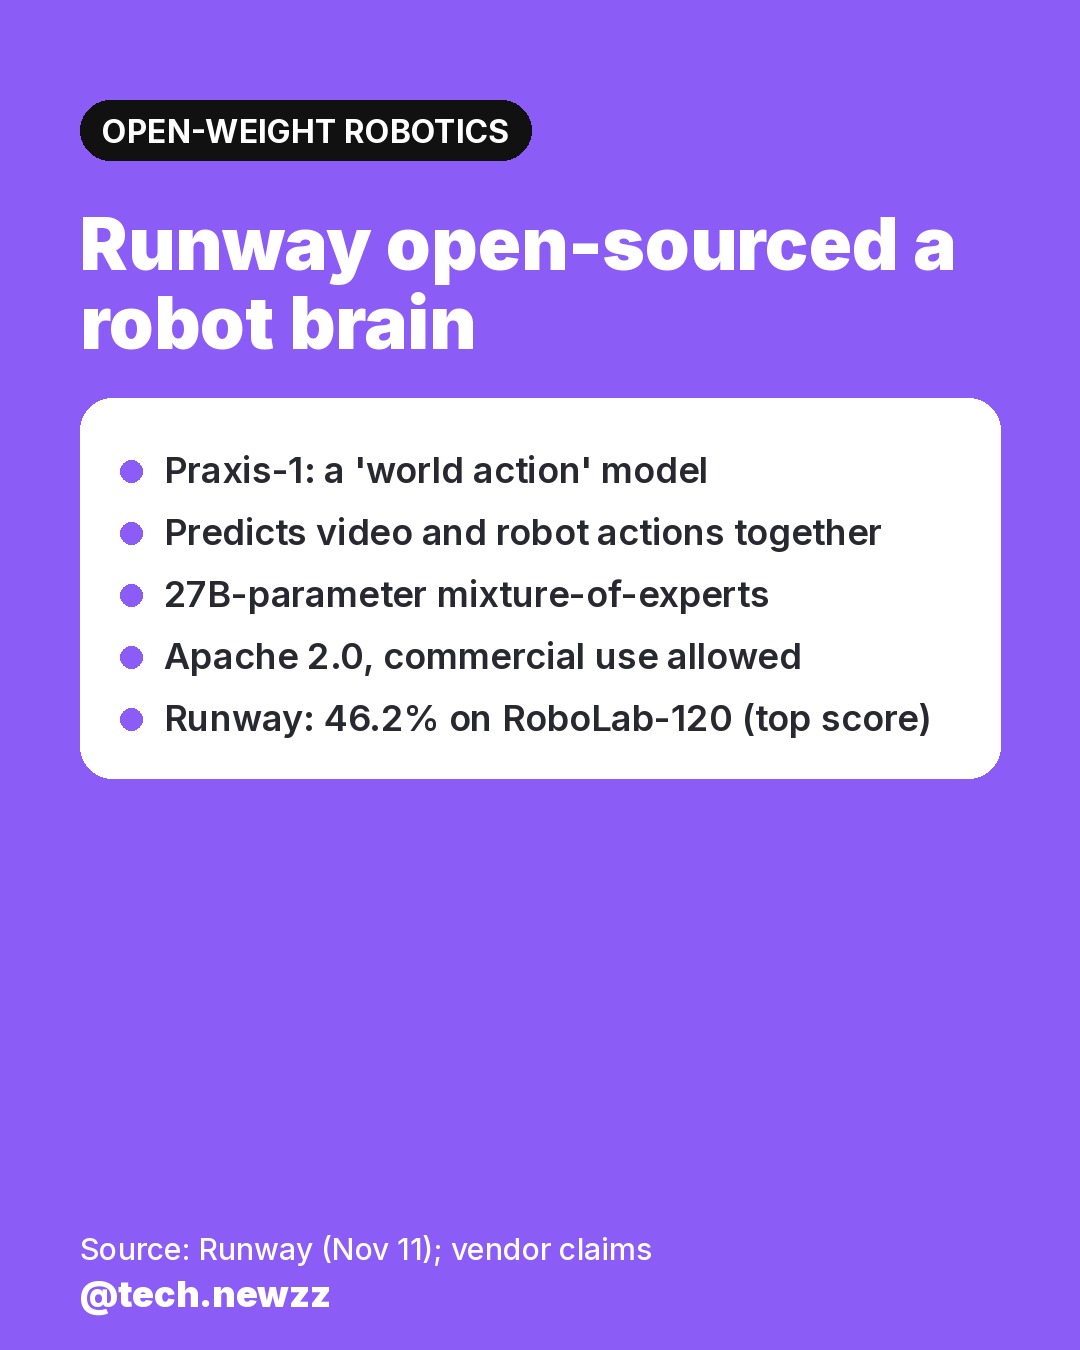 OPEN-WEIGHT ROBOTICS
Runway open-sourced a
robot brain
Praxis-1: a 'world action' model
Predicts video and robot actions together
27B-parameter mixture-of-experts
Apache 2.0, commercial use allowed
Runway: 46.2% on RoboLab-120 (top score)
Source: Runway (Nov 11); vendor claims
@tech.newzz